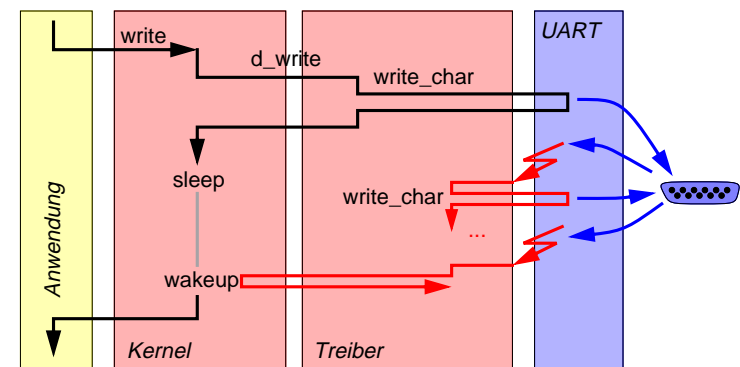 UART
write
d_write
write_char
sleep
write_char
...
Anwendung
wakeup
Kernel
Treiber